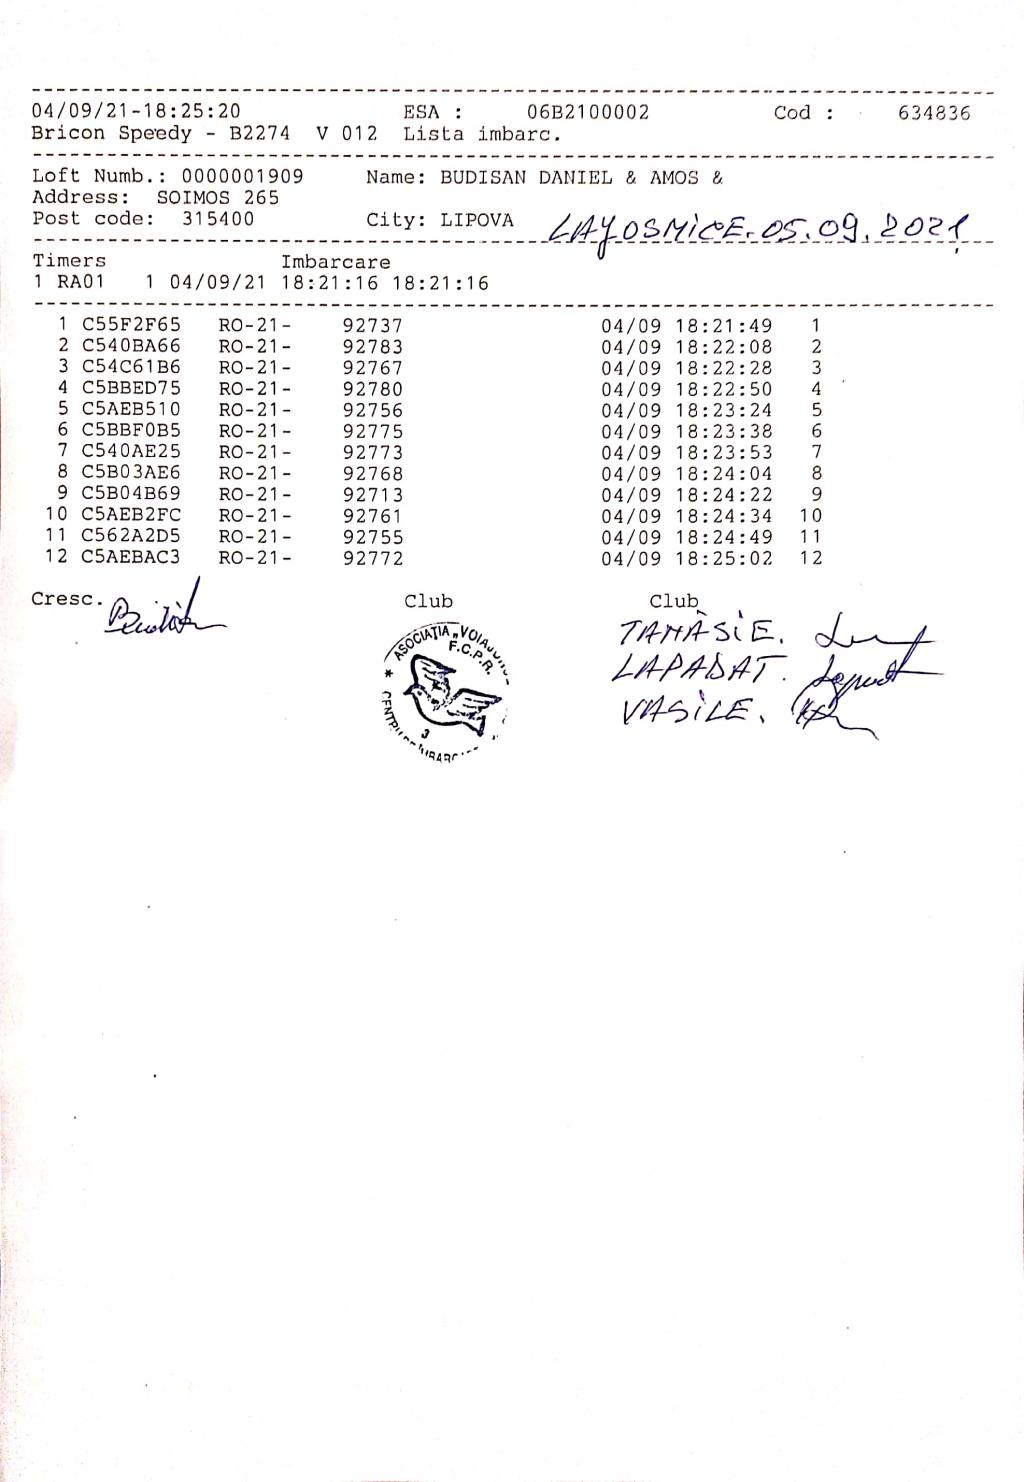 04/09/21-18:25:20 ESA : 06B2100002 Cod : 634836
Bricon Speedy - B2274 V 012 Lista imbarc.
Loft Numb.: 0000001909 Name: BUDISAN DANIEL & AMOS &
Address: SOIMOS 265
Post code: 315400 City: LIPOVA
LAYOSMICE. 05.09.2021
Timers Imbarcare
1 RA01 1 04/09/21 18:21:16 18:21:16
1 C55F2F65 RO-21- 92737 04/09 18:21:49 1
2 C540BA66 RO-21- 92783 04/09 18:22:08 2
3 C54C61B6 RO-21- 92767 04/09 18:22:28 3
4 C5BBED75 RO-21- 92780 04/09 18:22:50 4
5 C5AEB510 RO-21- 92756 04/09 18:23:24 5
6 C5BBF0B5 RO-21- 92775 04/09 18:23:38 6
7 C540AE25 RO-21- 92773 04/09 18:23:53 7
8 C5B03AE6 RO-21- 92768 04/09 18:24:04 8
9 C5B04B69 RO-21- 92713 04/09 18:24:22 9
10 C5AEB2FC RO-21- 92761 04/09 18:24:34 10
11 C562A2D5 RO-21- 92755 04/09 18:24:49 11
12 C5AEBAC3 RO-21- 92772 04/09 18:25:02 12
Cresc. Club Club
TANASIE.
LAPADAT.
VASILE.
* ASOCIAȚIA
F.C.P.R.
3